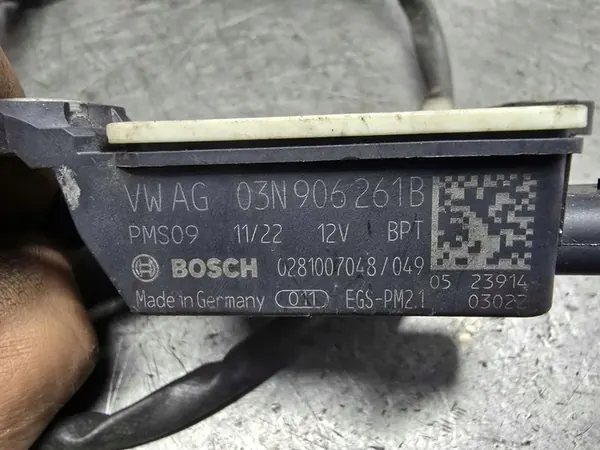 VW AG 03N 906 261B
PMS09 11/22 12V BPT
BOSCH 0281007048/049
05 23914
Made in Germany 011 EGS-PM2.1
03022